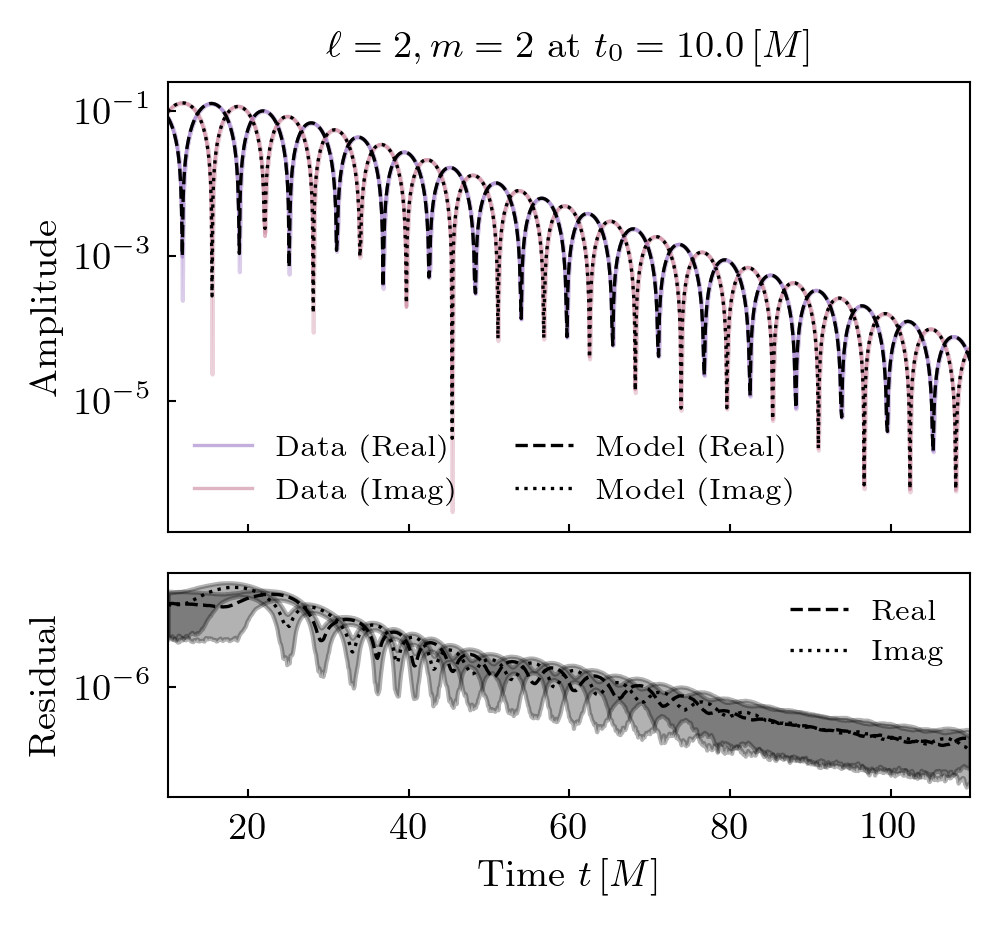 ℓ = 2, m = 2 at t₀ = 10.0 [M]
10⁻¹
10⁻³
10⁻⁵
Amplitude
Data (Real)
Data (Imag)
Model (Real)
Model (Imag)
Real
Imag
10⁻⁶
Residual
20 40 60 80 100
Time t [M]